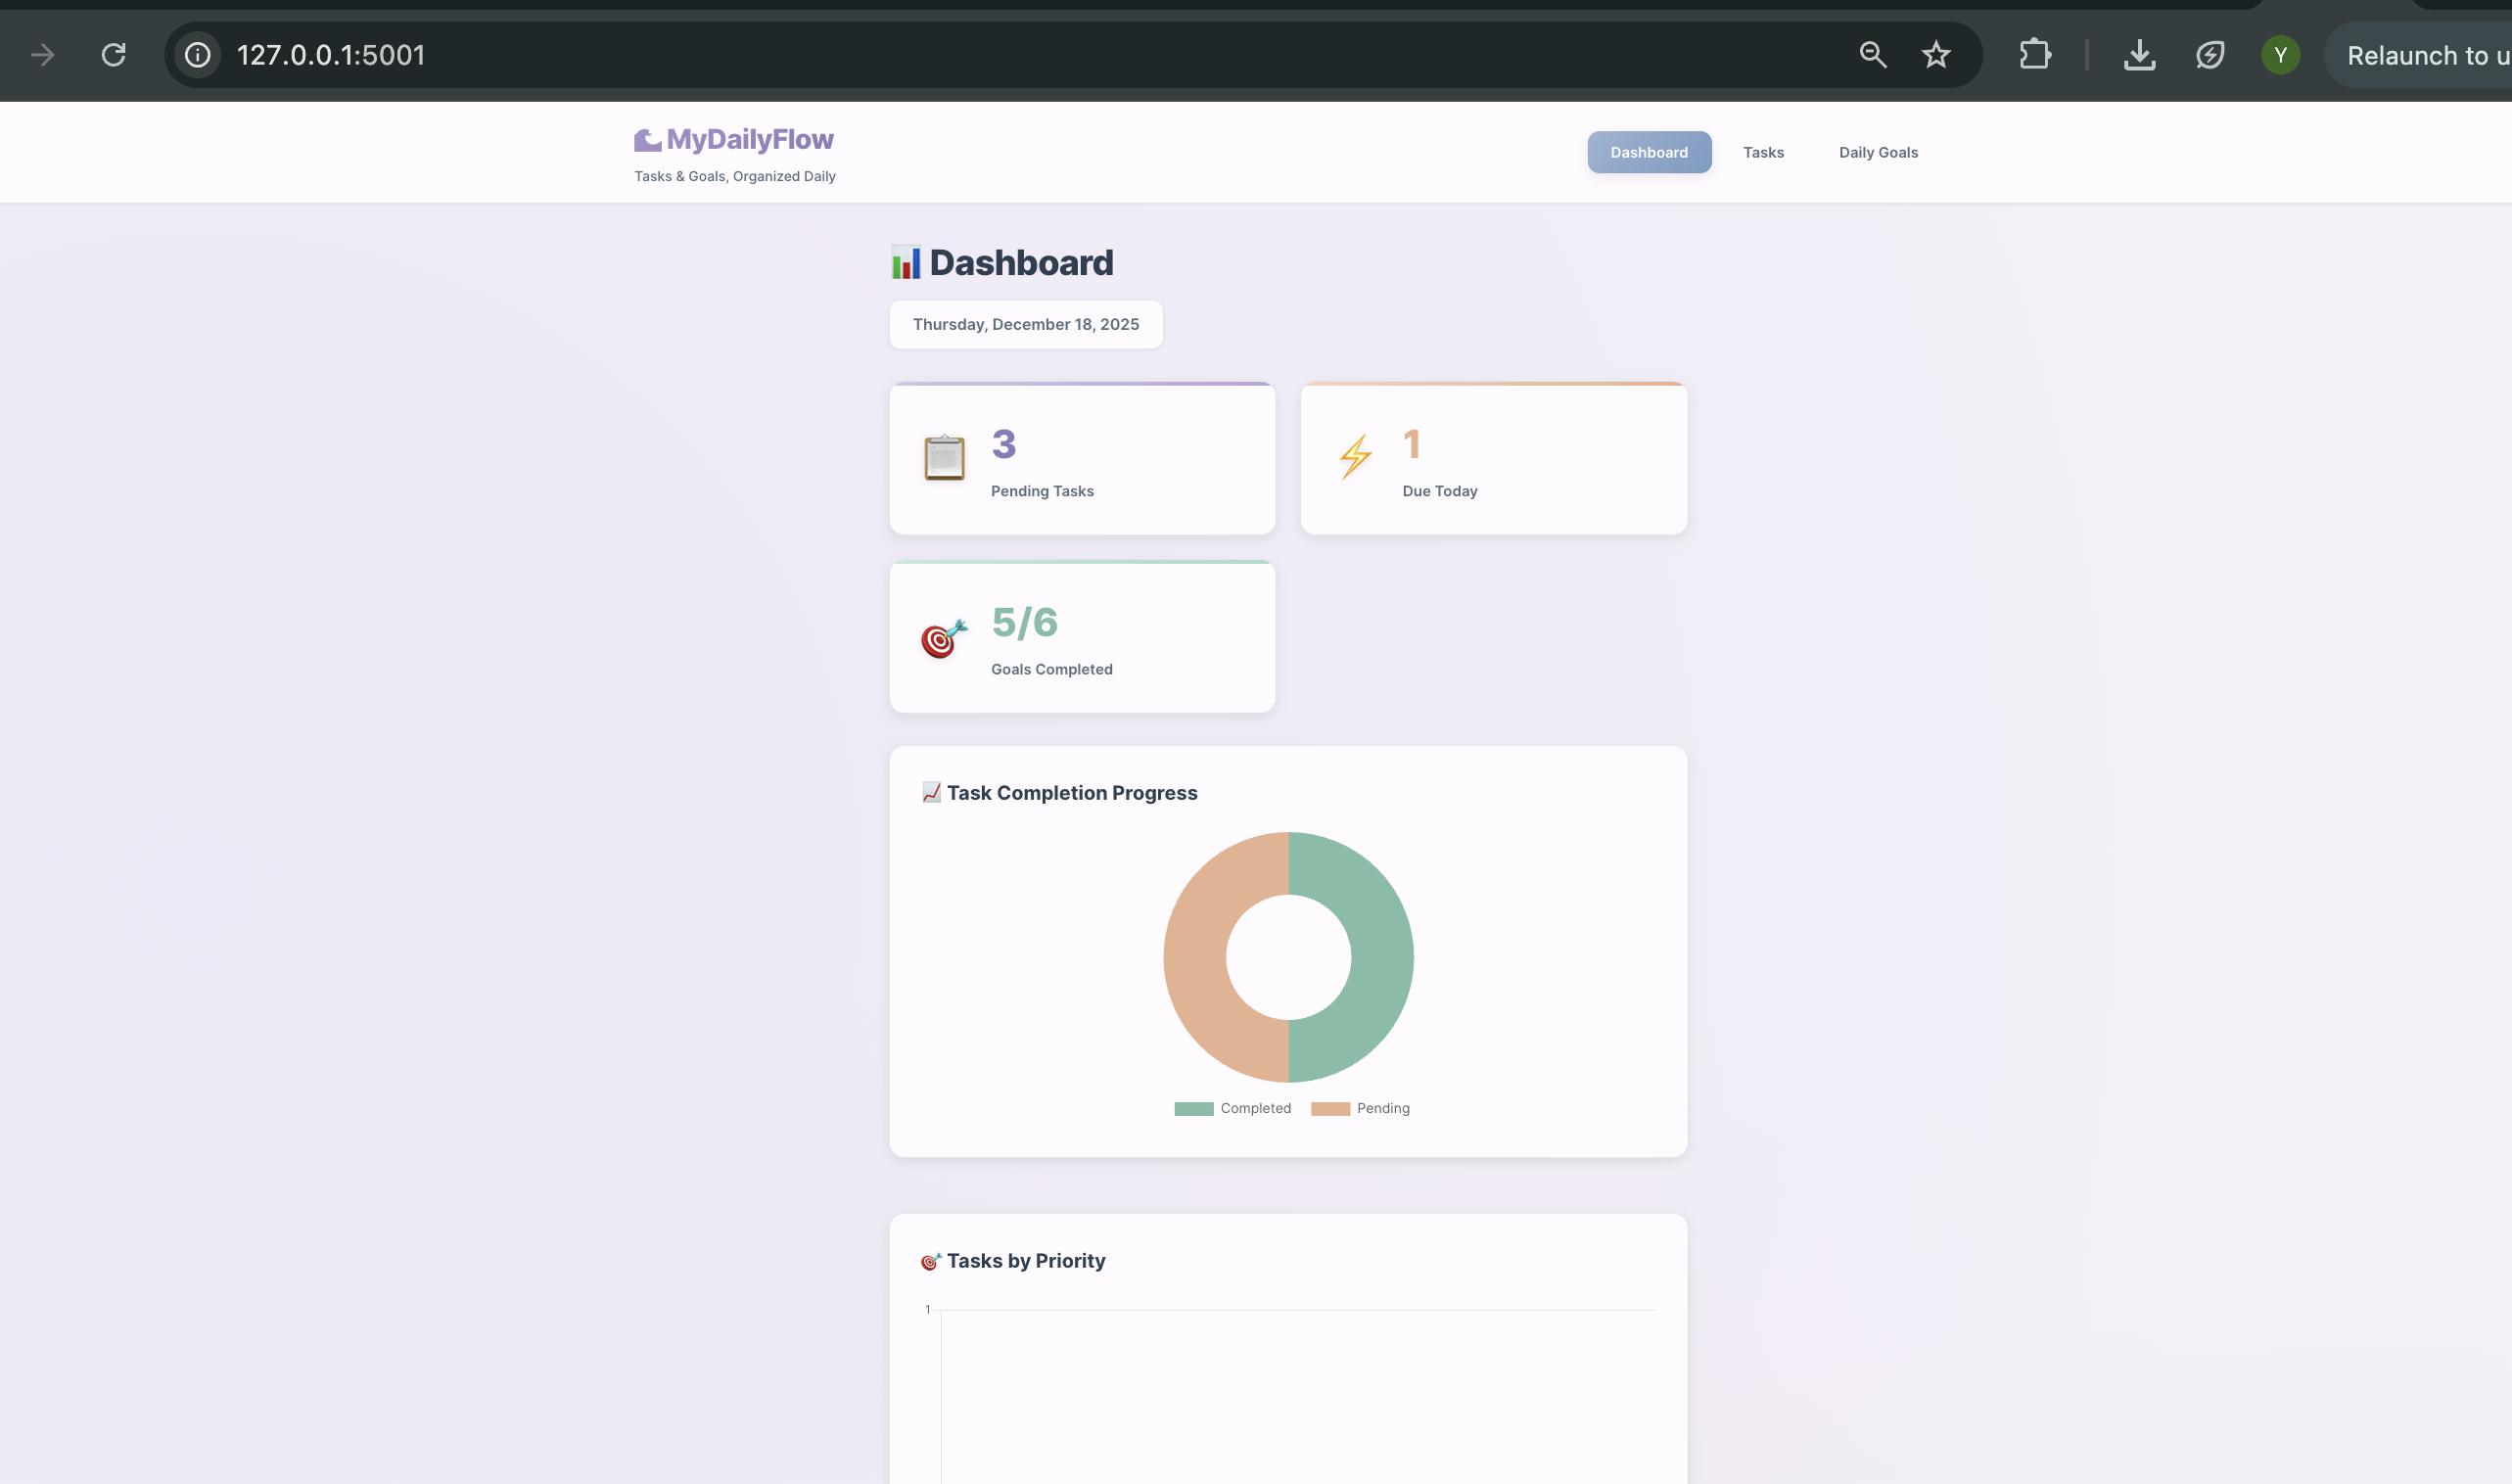 127.0.0.1:5001
Y
Relaunch to u
MyDailyFlow
Tasks & Goals, Organized Daily
Dashboard
Tasks
Daily Goals
Dashboard
Thursday, December 18, 2025
3
Pending Tasks
1
Due Today
5/6
Goals Completed
Task Completion Progress
Completed
Pending
Tasks by Priority
1